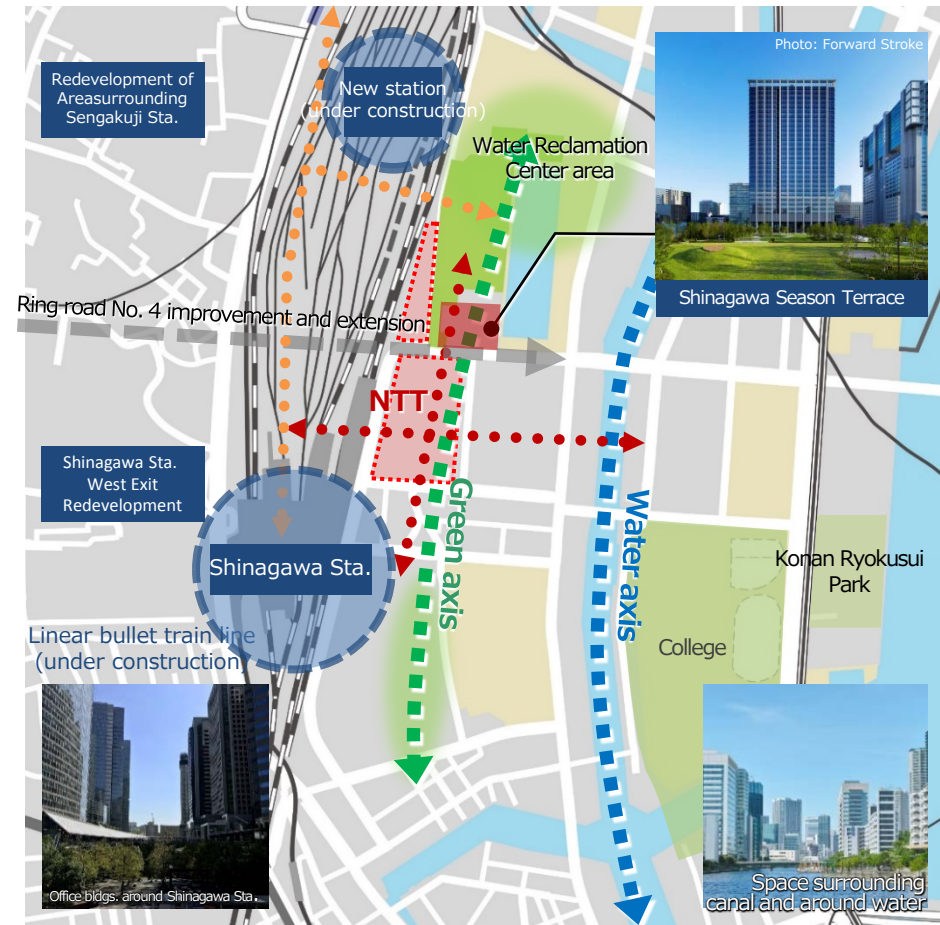 Photo: Forward Stroke
Redevelopment of
Areasurrounding
Sengakuji Sta.
New station
(under construction)
Water Reclamation
Center area
Shinagawa Season Terrace
Ring road No. 4 improvement and extension
NTT
Shinagawa Sta.
West Exit
Redevelopment
Green axis
Water axis
Shinagawa Sta.
Konan Ryokusui
Park
College
Linear bullet train line
(under construction)
Office bldgs. around Shinagawa Sta.
Space surrounding
canal and around water